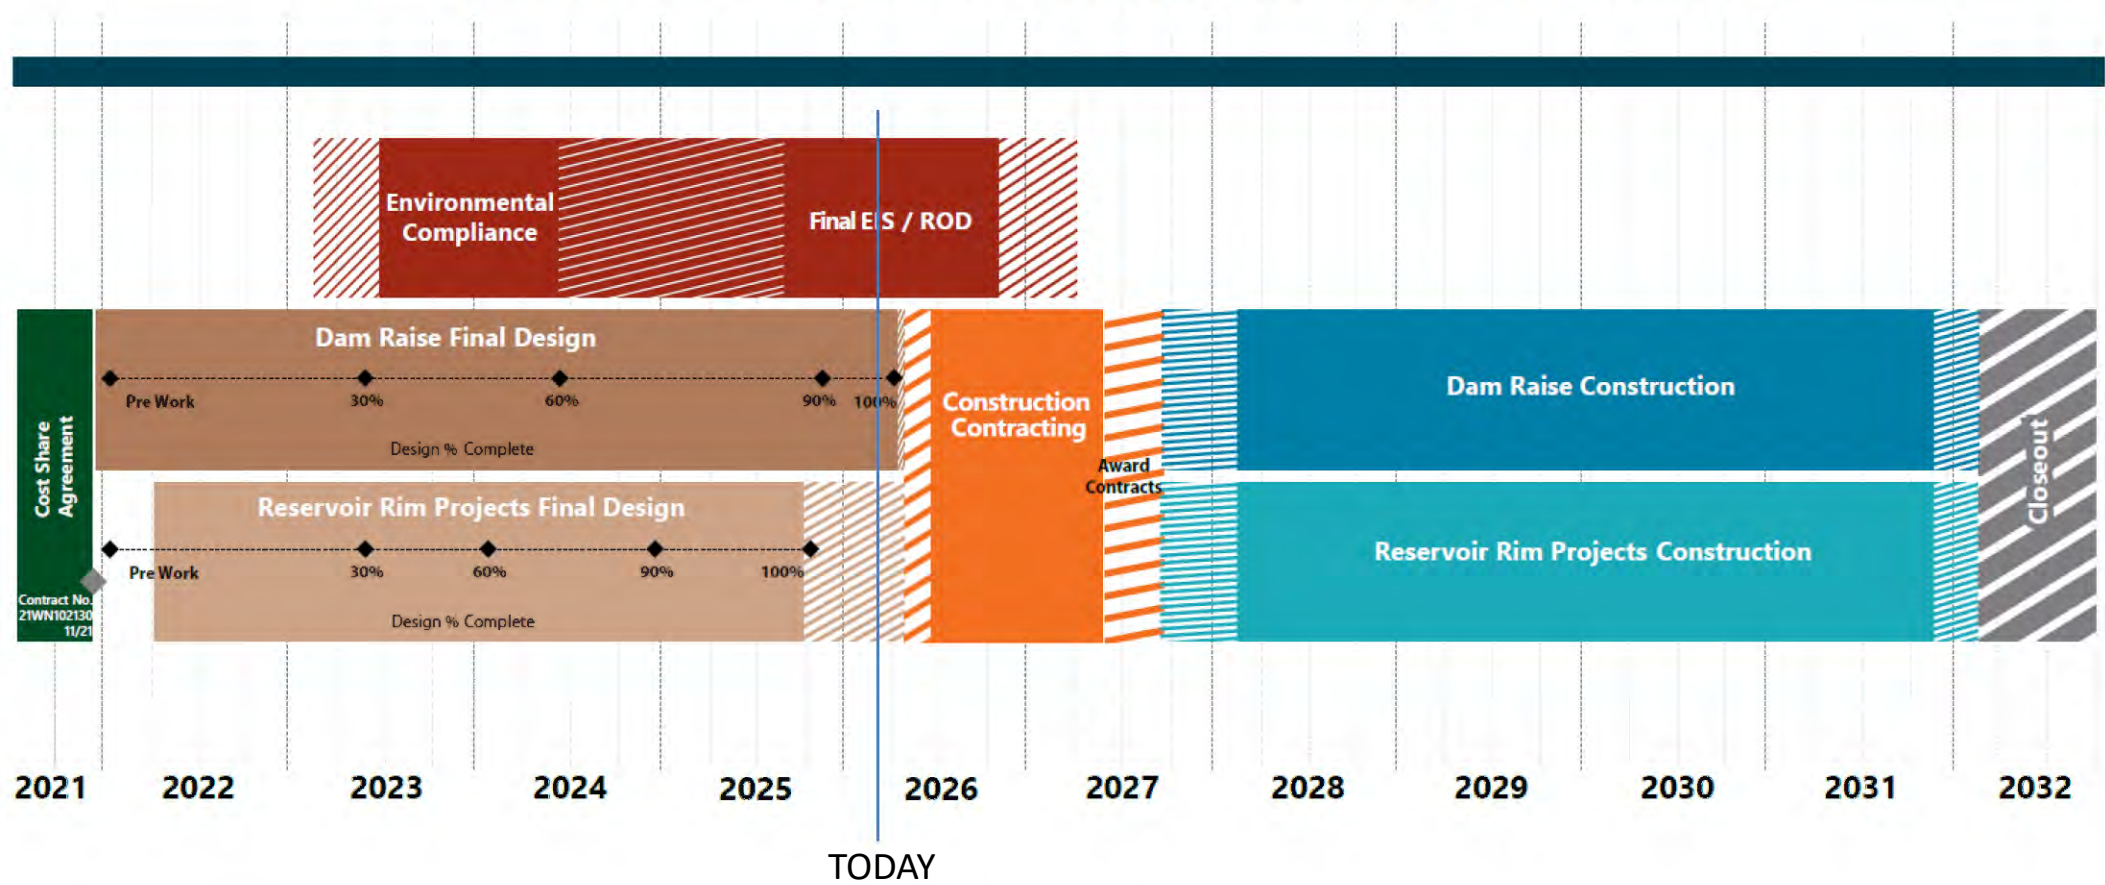 Environmental
Compliance
Final EIS / ROD
Cost Share
Agreement
Contract No.
21WN102130
11/21
Dam Raise Final Design
Pre Work
30%
60%
90%
100%
Design % Complete
Reservoir Rim Projects Final Design
Pre Work
30%
60%
90%
100%
Design % Complete
Construction
Contracting
Award
Contracts
Dam Raise Construction
Reservoir Rim Projects Construction
Closeout
2021
2022
2023
2024
2025
2026
2027
2028
2029
2030
2031
2032
TODAY